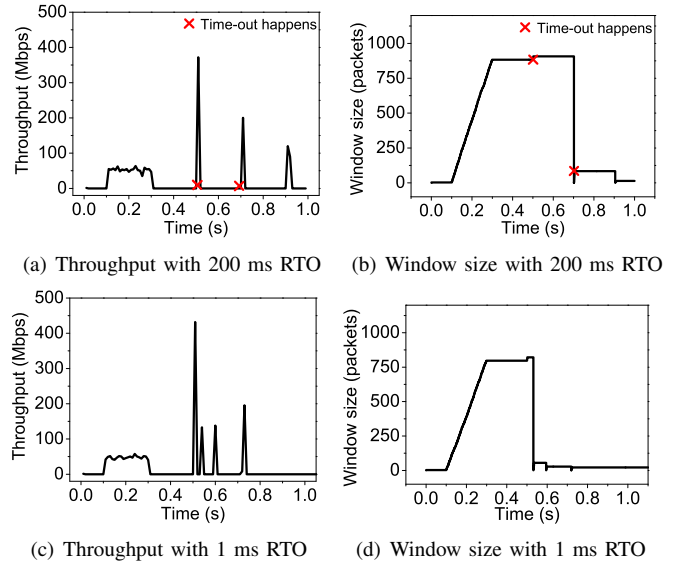 500
400
300
200
100
0
Throughput (Mbps)
Time-out happens
0.0 0.2 0.4 0.6 0.8 1.0
Time (s)
(a) Throughput with 200 ms RTO
1000
750
500
250
0
Window size (packets)
Time-out happens
0.0 0.2 0.4 0.6 0.8 1.0
Time (s)
(b) Window size with 200 ms RTO
500
400
300
200
100
0
Throughput (Mbps)
0.0 0.2 0.4 0.6 0.8 1.0
Time (s)
(c) Throughput with 1 ms RTO
1000
750
500
250
0
Window size (packets)
0.0 0.2 0.4 0.6 0.8 1.0
Time (s)
(d) Window size with 1 ms RTO